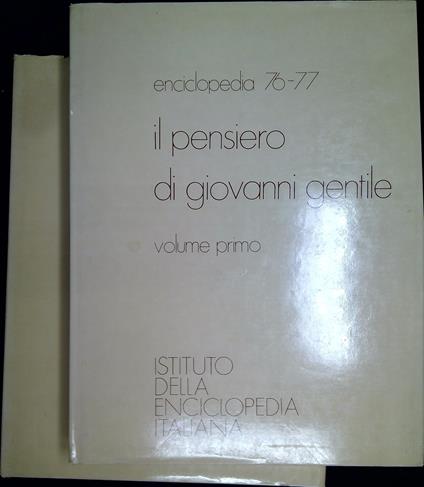 enciclopedia 76-77
il pensiero
di giovanni gentile
volume primo
ISTITUTO
DELLA
ENCICLOPEDIA
ITALIANA